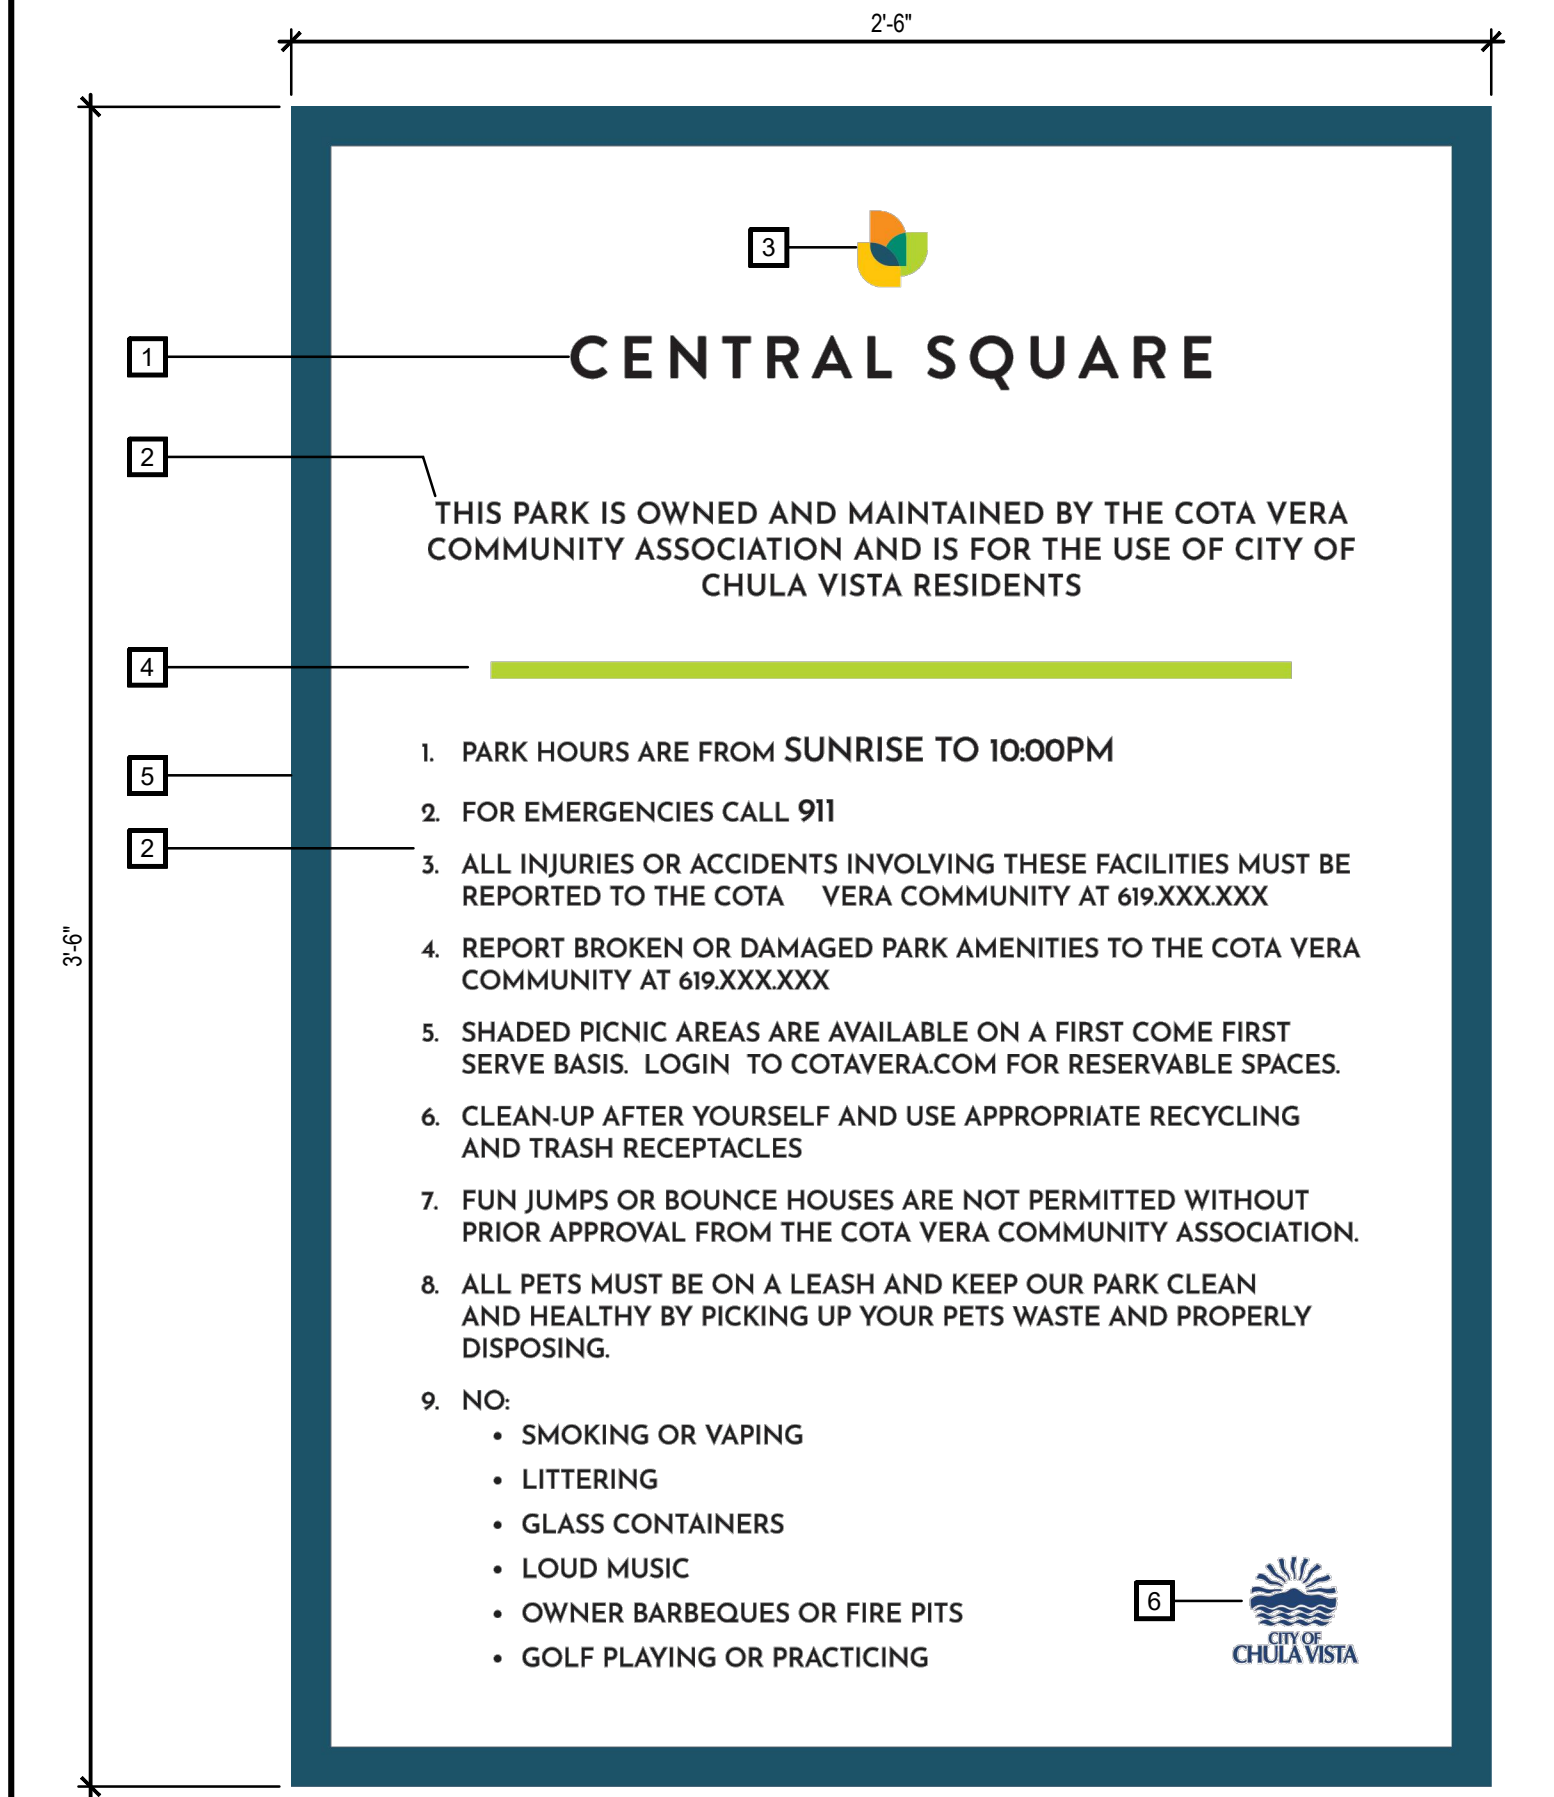 2'-6"
3
1
CENTRAL SQUARE
2
THIS PARK IS OWNED AND MAINTAINED BY THE COTA VERA
COMMUNITY ASSOCIATION AND IS FOR THE USE OF CITY OF
CHULA VISTA RESIDENTS
4
1. PARK HOURS ARE FROM SUNRISE TO 10:00PM
5
2. FOR EMERGENCIES CALL 911
2
3. ALL INJURIES OR ACCIDENTS INVOLVING THESE FACILITIES MUST BE
REPORTED TO THE COTA VERA COMMUNITY AT 619.XXX.XXX
3'-6"
4. REPORT BROKEN OR DAMAGED PARK AMENITIES TO THE COTA VERA
COMMUNITY AT 619.XXX.XXX
5. SHADED PICNIC AREAS ARE AVAILABLE ON A FIRST COME FIRST
SERVE BASIS. LOGIN TO COTAVERA.COM FOR RESERVABLE SPACES.
6. CLEAN-UP AFTER YOURSELF AND USE APPROPRIATE RECYCLING
AND TRASH RECEPTACLES
7. FUN JUMPS OR BOUNCE HOUSES ARE NOT PERMITTED WITHOUT
PRIOR APPROVAL FROM THE COTA VERA COMMUNITY ASSOCIATION.
8. ALL PETS MUST BE ON A LEASH AND KEEP OUR PARK CLEAN
AND HEALTHY BY PICKING UP YOUR PETS WASTE AND PROPERLY
DISPOSING.
9. NO:
• SMOKING OR VAPING
• LITTERING
• GLASS CONTAINERS
• LOUD MUSIC
• OWNER BARBEQUES OR FIRE PITS
• GOLF PLAYING OR PRACTICING
6
CITY OF
CHULA VISTA